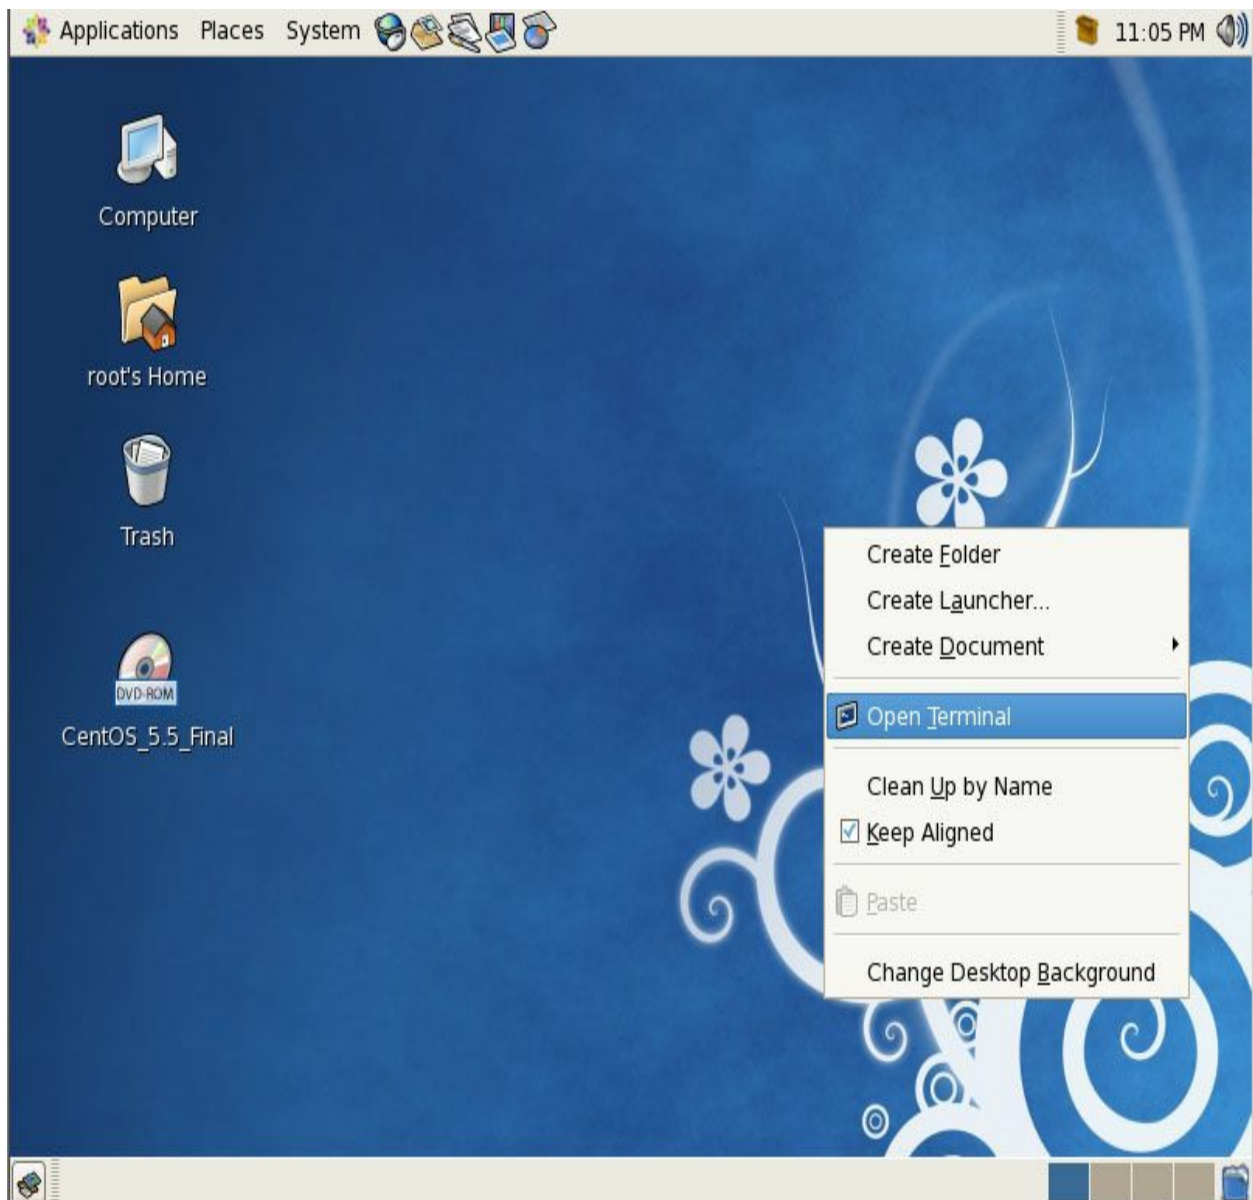 Applications Places System 11:05 PM
Computer
root's Home
Trash
DVD-ROM
CentOS_5.5_Final
Create Folder
Create Launcher...
Create Document
Open Terminal
Clean Up by Name
Keep Aligned
Paste
Change Desktop Background